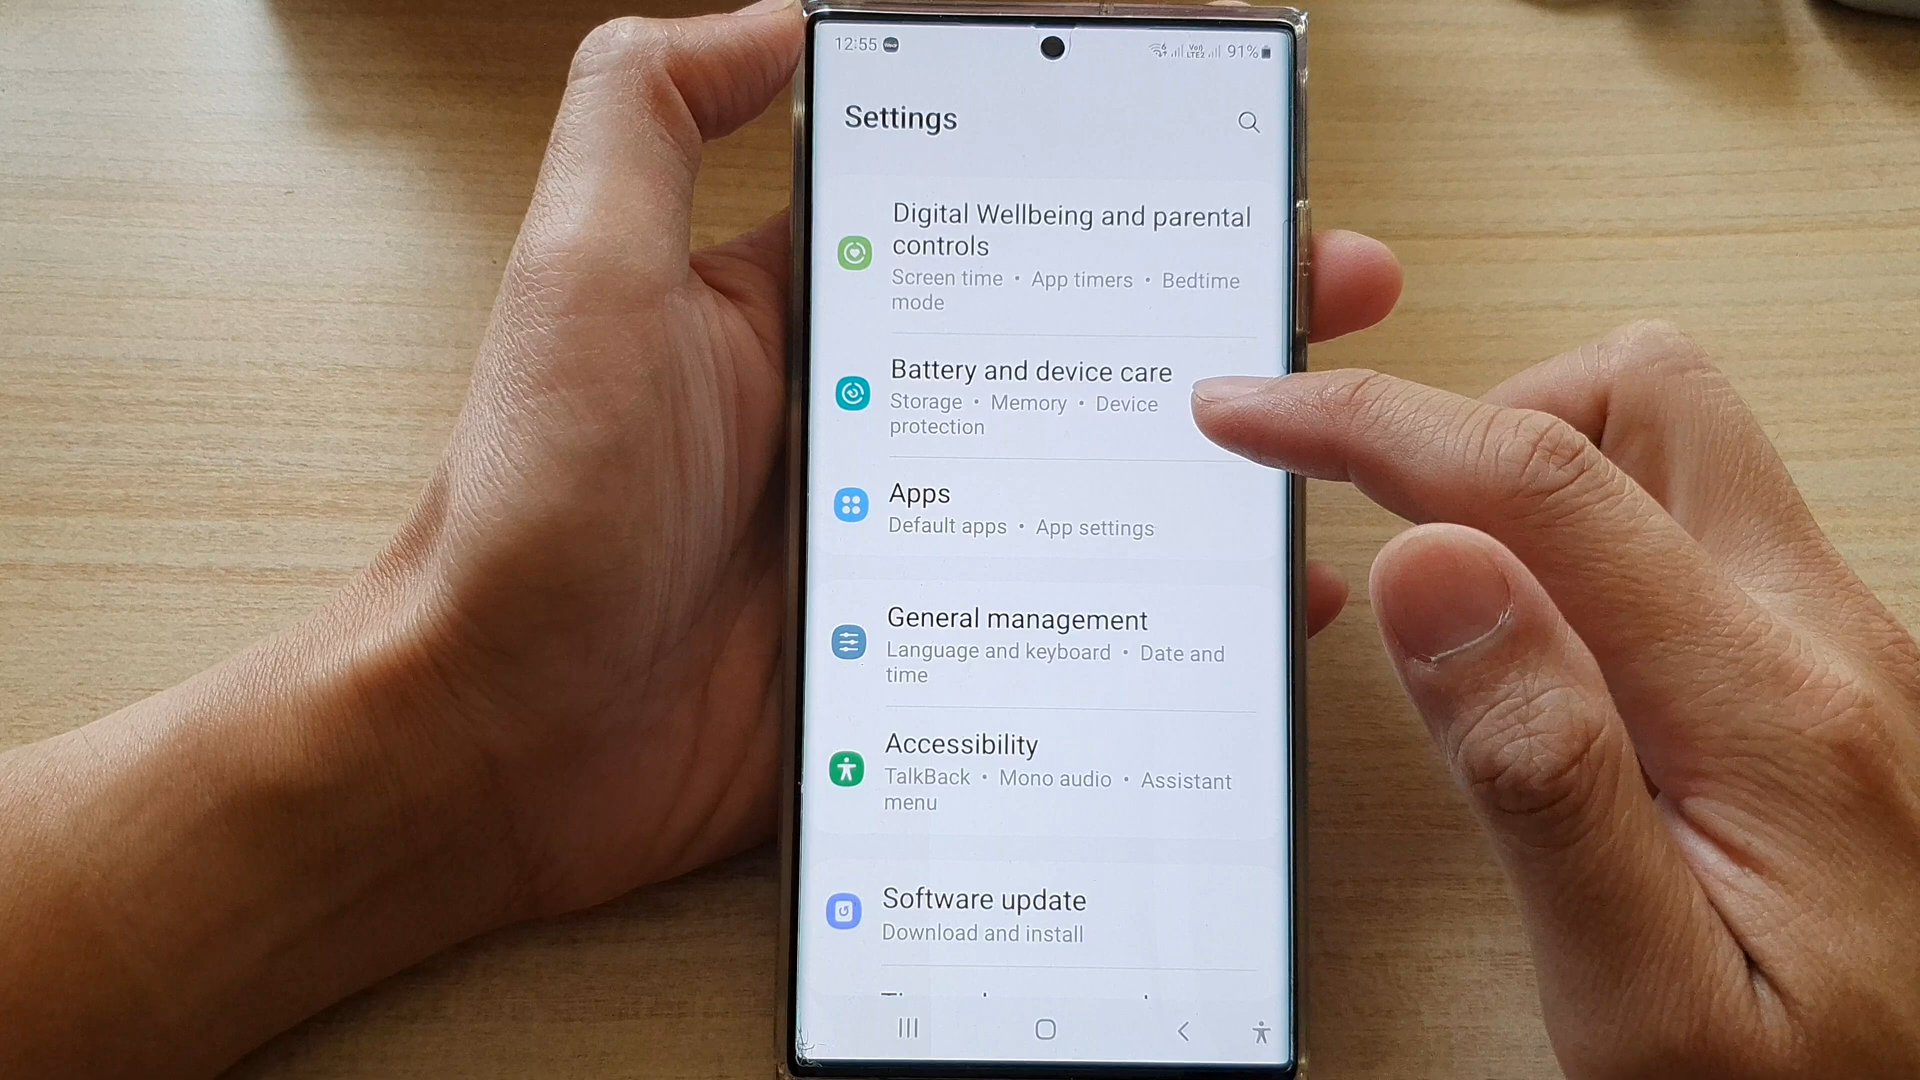 12:55
91%
Settings
Digital Wellbeing and parental
controls
Screen time • App timers • Bedtime
mode
Battery and device care
Storage • Memory • Device
protection
Apps
Default apps • App settings
General management
Language and keyboard • Date and
time
Accessibility
TalkBack • Mono audio • Assistant
menu
Software update
Download and install